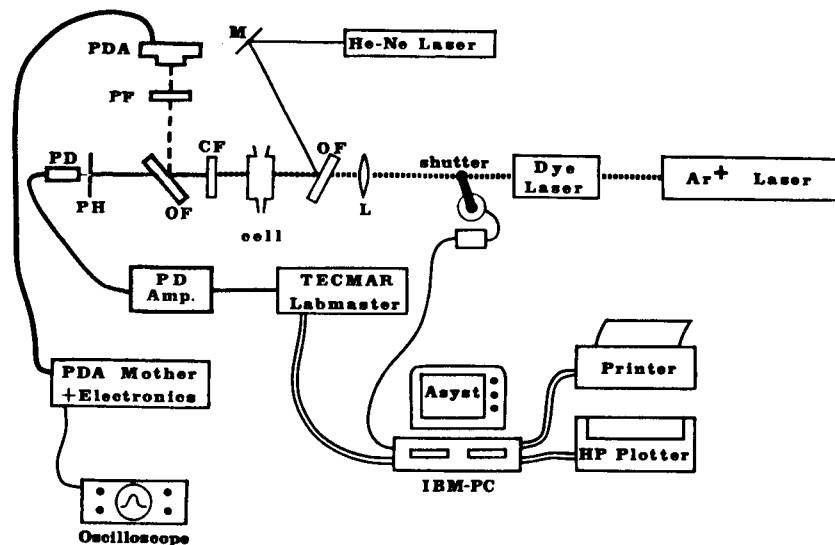 M
He-Ne Laser
PDA
PF
PD
CF
OF
shutter
Dye
Laser
Ar+ Laser
PH
OF
cell
L
PD
Amp.
TECMAR
Labmaster
PDA Mother
+Electronics
Asyst
Printer
HP Plotter
IBM-PC
Oscilloscope